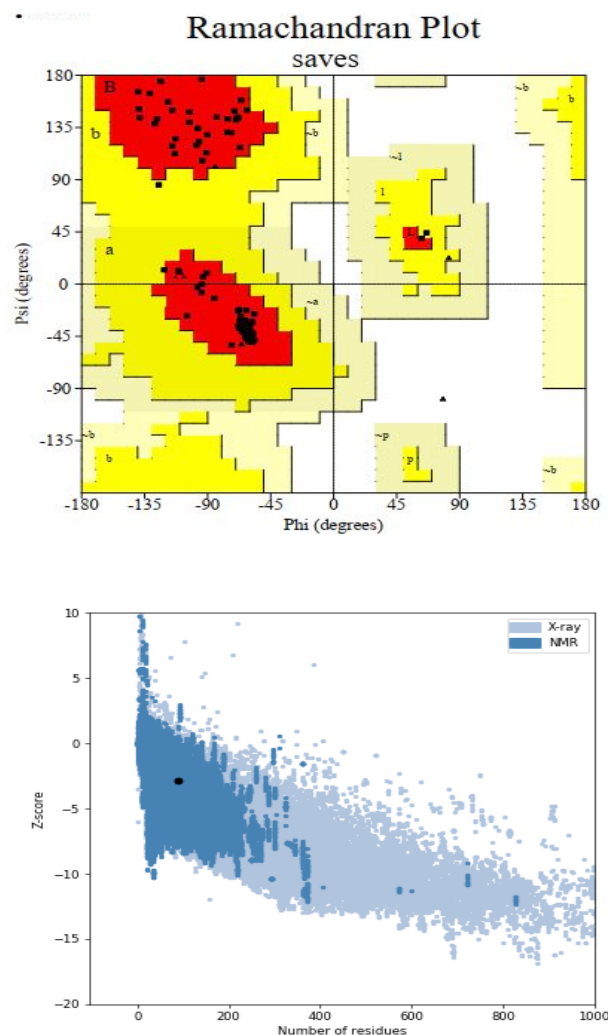 Ramachandran Plot
saves
180
135
90
45
0
-45
-90
-135
-180
-135
-90
-45
0
45
90
135
180
Psi (degrees)
Phi (degrees)
B
b
a
A
~b
~a
~b
b
~l
l
L
~p
p
~b
b
~b
10
5
0
−5
−10
−15
−20
0
200
400
600
800
1000
Z-score
Number of residues
X-ray
NMR